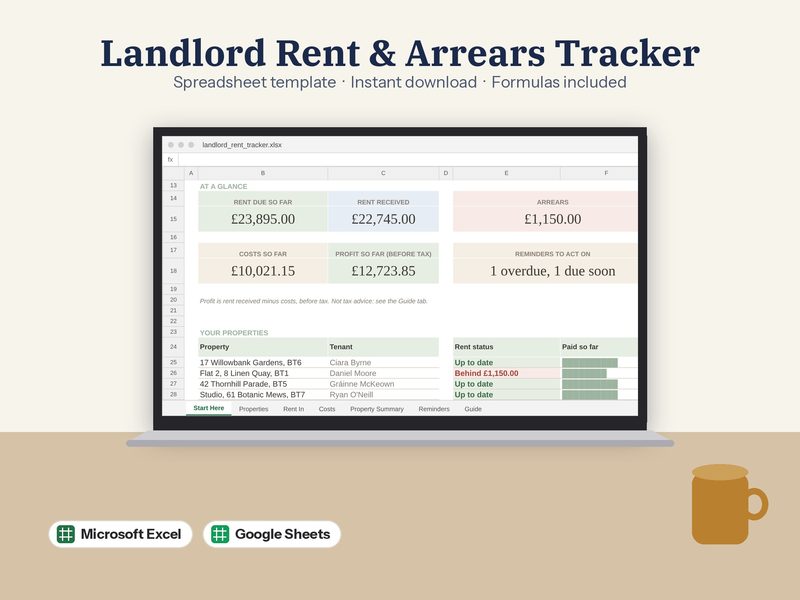 Landlord Rent & Arrears Tracker
Spreadsheet template · Instant download · Formulas included
landlord_rent_tracker.xlsx
fx
A B C D E F
13 AT A GLANCE
14 RENT DUE SO FAR RENT RECEIVED ARREARS
15 £23,895.00 £22,745.00 £1,150.00
16
17 COSTS SO FAR PROFIT SO FAR (BEFORE TAX) REMINDERS TO ACT ON
18 £10,021.15 £12,723.85 1 overdue, 1 due soon
19
20 Profit is rent received minus costs, before tax. Not tax advice; see the Guide tab.
21
22
23 YOUR PROPERTIES
24 Property Tenant Rent status Paid so far
25 17 Willowbank Gardens, BT6 Ciara Byrne Up to date
26 Flat 2, 8 Linen Quay, BT1 Daniel Moore Behind £1,150.00
27 42 Thornhill Parade, BT5 Gráinne McKeown Up to date
28 Studio, 61 Botanic Mews, BT7 Ryan O'Neill Up to date
Start Here Properties Rent In Costs Property Summary Reminders Guide
Microsoft Excel Google Sheets